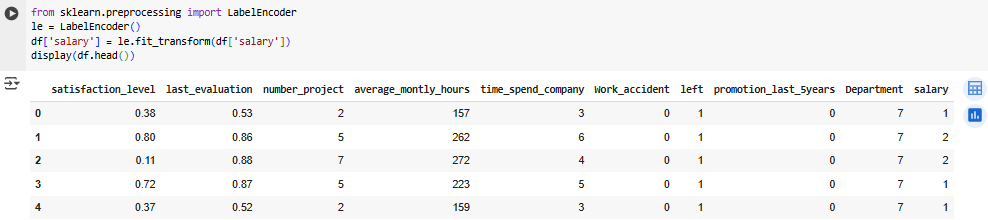 from sklearn.preprocessing import LabelEncoder
le = LabelEncoder()
df['salary'] = le.fit_transform(df['salary'])
display(df.head())
satisfaction_level last_evaluation number_project average_montly_hours time_spend_company Work_accident left promotion_last_5years Department salary
0 0.38 0.53 2 157 3 0 1 0 7 1
1 0.80 0.86 5 262 6 0 1 0 7 2
2 0.11 0.88 7 272 4 0 1 0 7 2
3 0.72 0.87 5 223 5 0 1 0 7 1
4 0.37 0.52 2 159 3 0 1 0 7 1